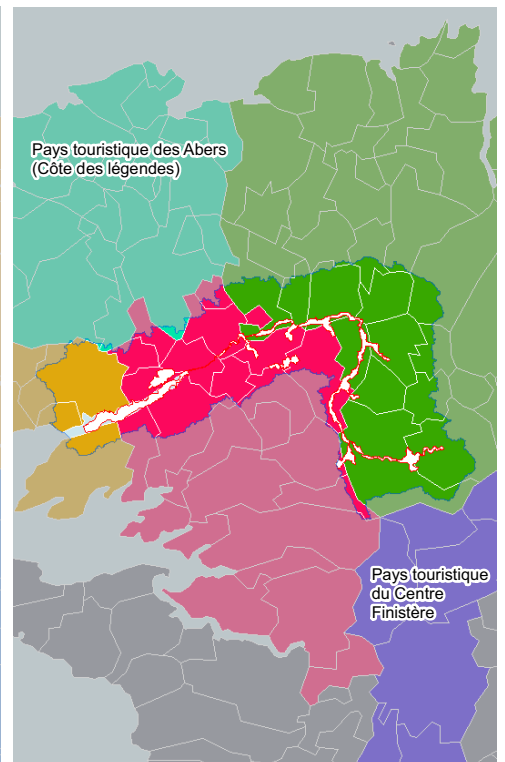 Pays touristique des Abers
(Côte des légendes)
Pays touristique
du Centre
Finistère